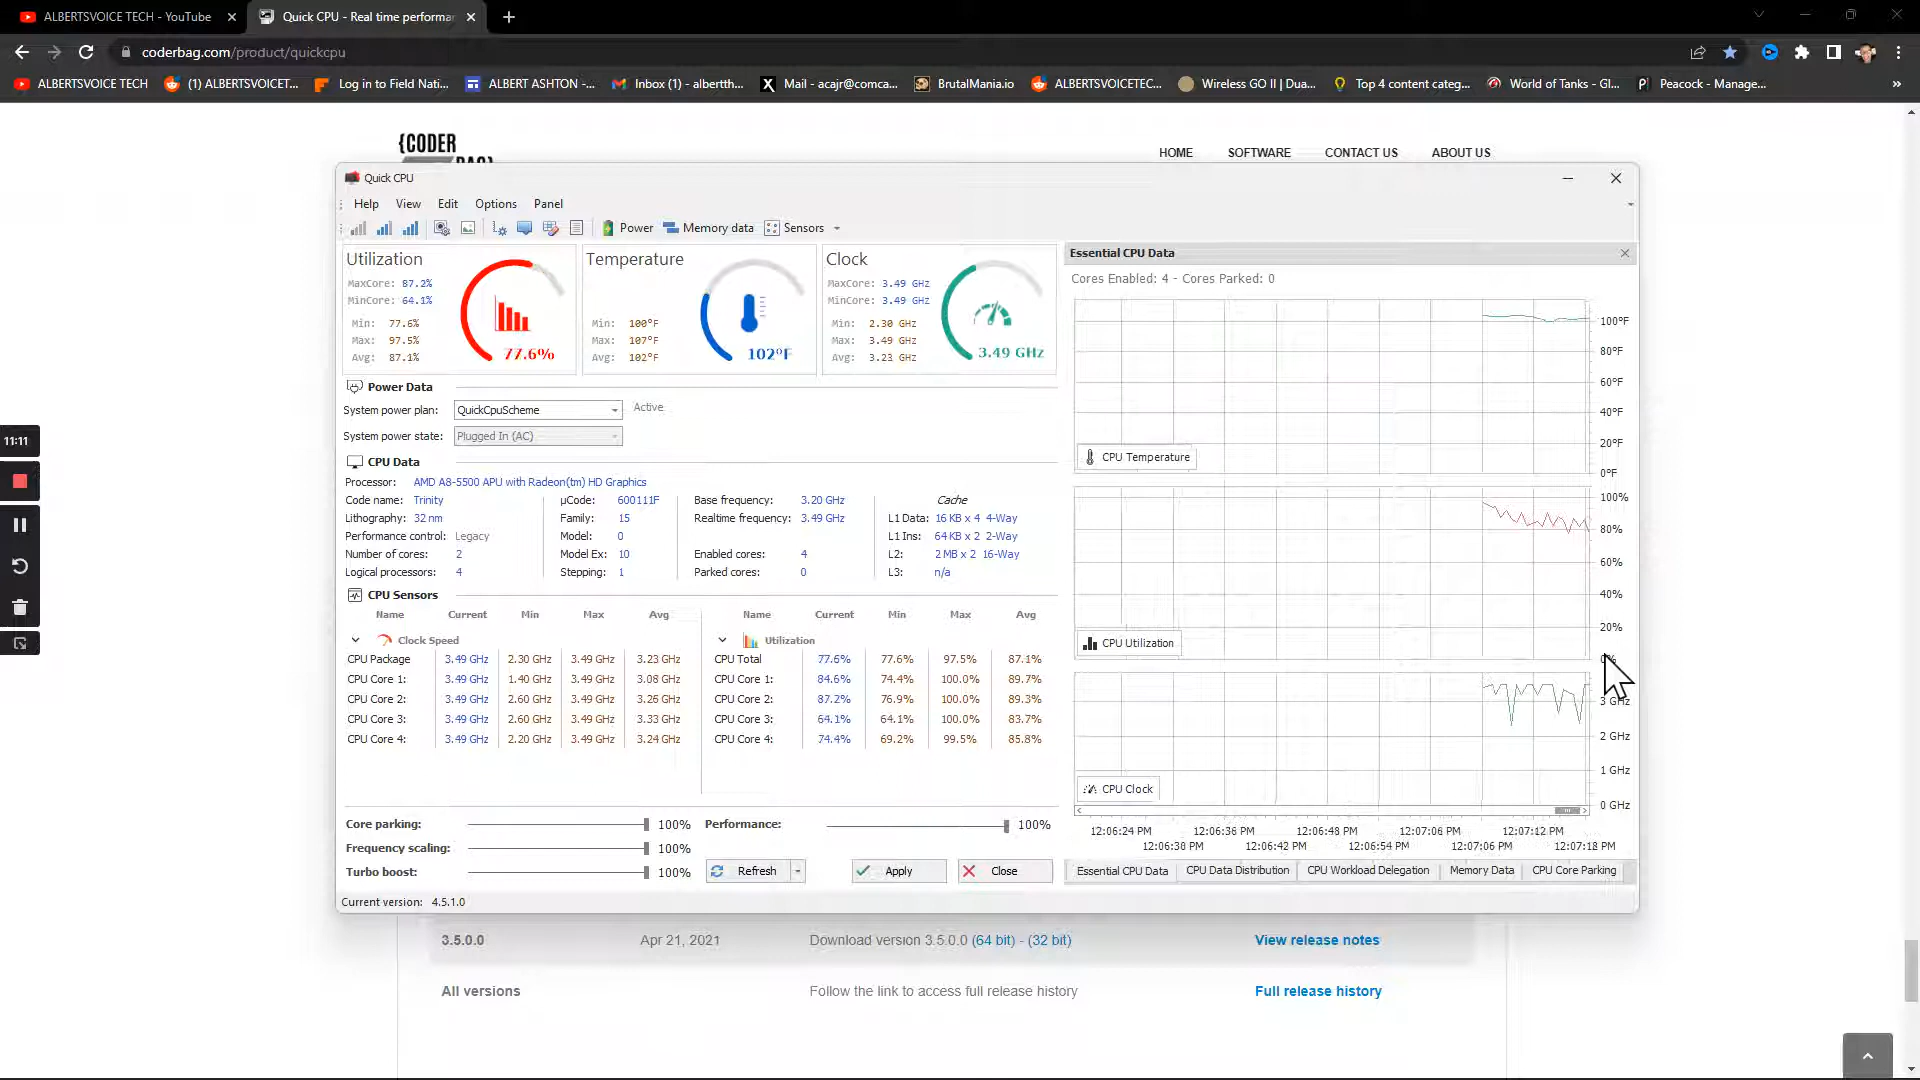 ALBERTSVOICE TECH - YouTube
Quick CPU - Real time performa
coderbag.com/product/quickcpu
ALBERTSVOICE TECH
(1) ALBERTSVOICET...
Log in to Field Nati...
ALBERT ASHTON -...
Inbox (1) - albertth...
Mail - acajr@comca...
BrutalMania.io
ALBERTSVOICETEC...
Wireless GO II | Dua...
Top 4 content categ...
World of Tanks - Gl...
Peacock - Manage...
»
{CODER
HOME SOFTWARE CONTACT US ABOUT US
Quick CPU
Help View Edit Options Panel
Power Memory data Sensors
Utilization
MaxCore: 87.2%
MinCore: 64.1%
Min: 77.6%
Max: 97.5%
Avg: 87.1%
77.6%
Temperature
Min: 100°F
Max: 107°F
Avg: 102°F
102°F
Clock
MaxCore: 3.49 GHz
MinCore: 3.49 GHz
Min: 2.30 GHz
Max: 3.49 GHz
Avg: 3.23 GHz
3.49 GHz
Power Data
System power plan: QuickCpuScheme Active
System power state: Plugged In (AC)
CPU Data
Processor: AMD A8-5500 APU with Radeon(tm) HD Graphics
Code name: Trinity µCode: 600111F Base frequency: 3.20 GHz Cache
Lithography: 32 nm Family: 15 Realtime frequency: 3.49 GHz L1 Data: 16 KB x 4 4-Way
Performance control: Legacy Model: 0 L1 Ins: 64 KB x 2 2-Way
Number of cores: 2 Model Ex: 10 Enabled cores: 4 L2: 2 MB x 2 16-Way
Logical processors: 4 Stepping: 1 Parked cores: 0 L3: n/a
CPU Sensors
Name Current Min Max Avg Name Current Min Max Avg
Clock Speed Utilization
CPU Package 3.49 GHz 2.30 GHz 3.49 GHz 3.23 GHz CPU Total 77.6% 77.6% 97.5% 87.1%
CPU Core 1: 3.49 GHz 1.40 GHz 3.49 GHz 3.08 GHz CPU Core 1: 84.6% 74.4% 100.0% 89.7%
CPU Core 2: 3.49 GHz 2.60 GHz 3.49 GHz 3.26 GHz CPU Core 2: 87.2% 76.9% 100.0% 89.3%
CPU Core 3: 3.49 GHz 2.60 GHz 3.49 GHz 3.33 GHz CPU Core 3: 64.1% 64.1% 100.0% 83.7%
CPU Core 4: 3.49 GHz 2.20 GHz 3.49 GHz 3.24 GHz CPU Core 4: 74.4% 69.2% 99.5% 85.8%
Core parking: 100% Performance: 100%
Frequency scaling: 100%
Turbo boost: 100% Refresh Apply Close
Current version: 4.5.1.0
Essential CPU Data
Cores Enabled: 4 - Cores Parked: 0
100°F
80°F
60°F
40°F
20°F
0°F
CPU Temperature
100%
80%
60%
40%
20%
CPU Utilization
3 GHz
2 GHz
1 GHz
0 GHz
CPU Clock
12:06:24 PM 12:06:36 PM 12:06:48 PM 12:07:06 PM 12:07:12 PM
12:06:30 PM 12:06:42 PM 12:06:54 PM 12:07:06 PM 12:07:18 PM
Essential CPU Data CPU Data Distribution CPU Workload Delegation Memory Data CPU Core Parking
11:11
3.5.0.0 Apr 21, 2021 Download version 3.5.0.0 (64 bit) - (32 bit) View release notes
All versions Follow the link to access full release history Full release history